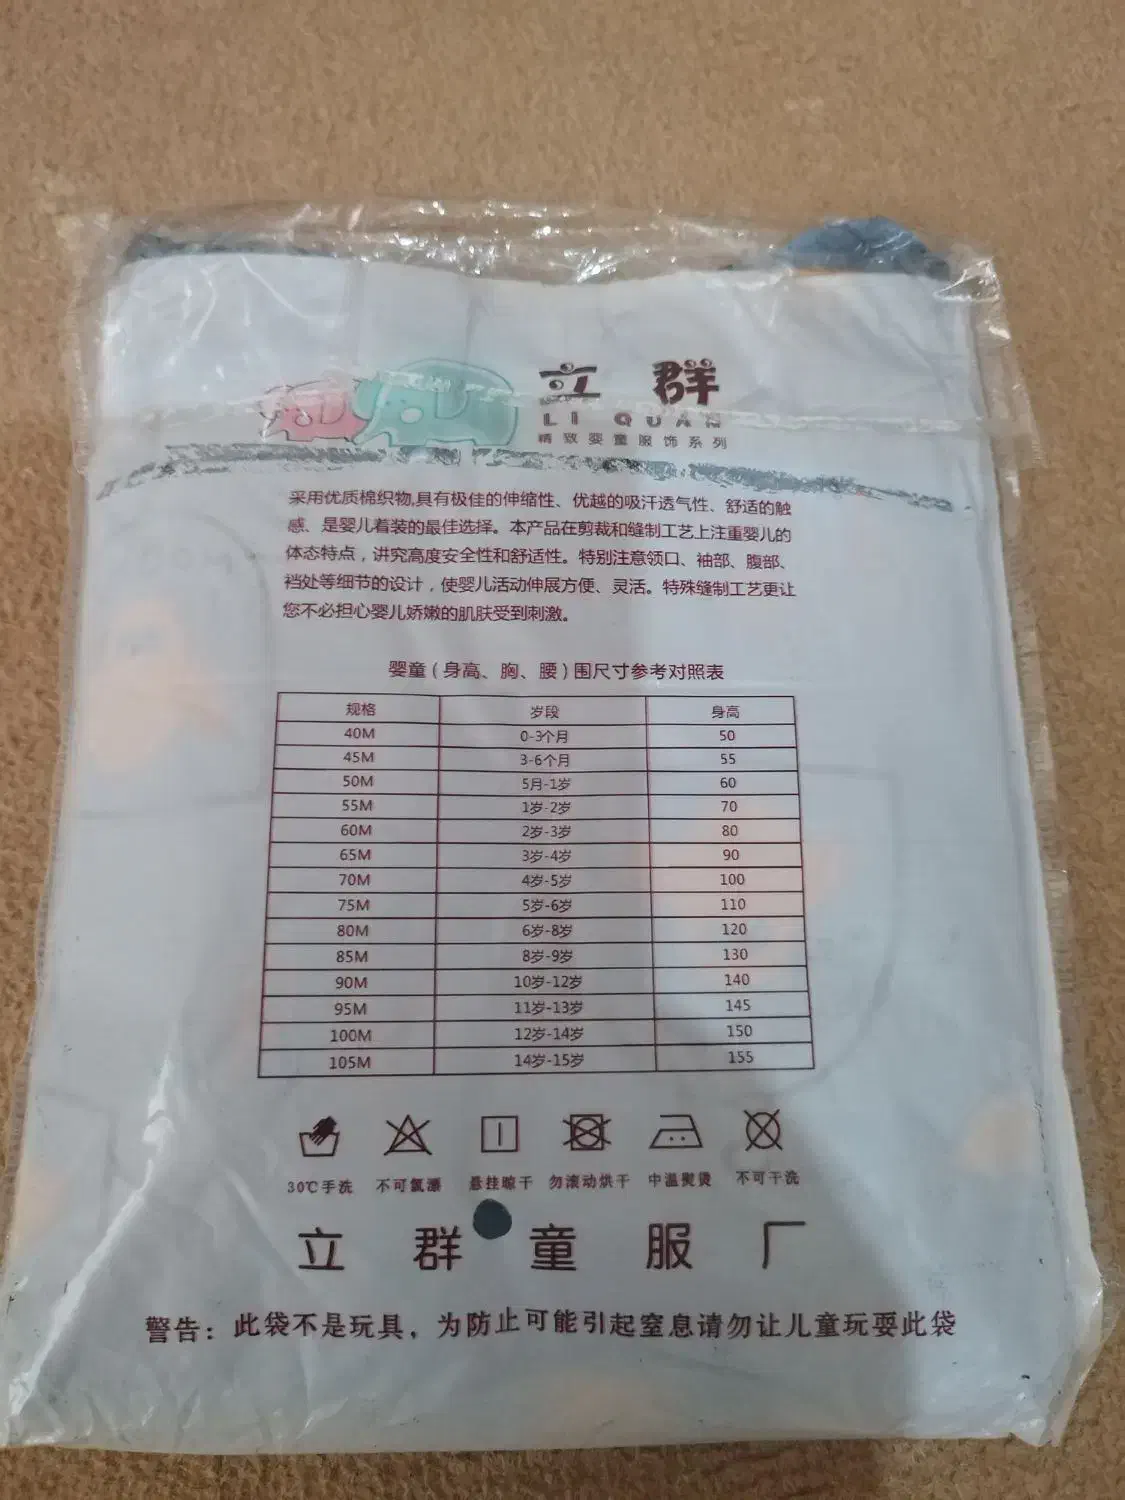 立 群
LI QUAN
精致婴童服饰系列
采用优质棉织物,具有极佳的伸缩性、优越的吸汗透气性、舒适的触
感、是婴儿着装的最佳选择。本产品在剪裁和缝制工艺上注重婴儿的
体态特点，讲究高度安全性和舒适性。特别注意领口、袖部、腹部、
裆处等细节的设计，使婴儿活动伸展方便、灵活。特殊缝制工艺更让
您不必担心婴儿娇嫩的肌肤受到刺激。
婴童（身高、胸、腰）围尺寸参考对照表
规格 岁段 身高
40M 0-3个月 50
45M 3-6个月 55
50M 5月-1岁 60
55M 1岁-2岁 70
60M 2岁-3岁 80
65M 3岁-4岁 90
70M 4岁-5岁 100
75M 5岁-6岁 110
80M 6岁-8岁 120
85M 8岁-9岁 130
90M 10岁-12岁 140
95M 11岁-13岁 145
100M 12岁-14岁 150
105M 14岁-15岁 155
30℃手洗 不可氯漂 悬挂晾干 勿滚动烘干 中温熨烫 不可干洗
立 群 童 服 厂
警告：此袋不是玩具，为防止可能引起窒息请勿让儿童玩耍此袋